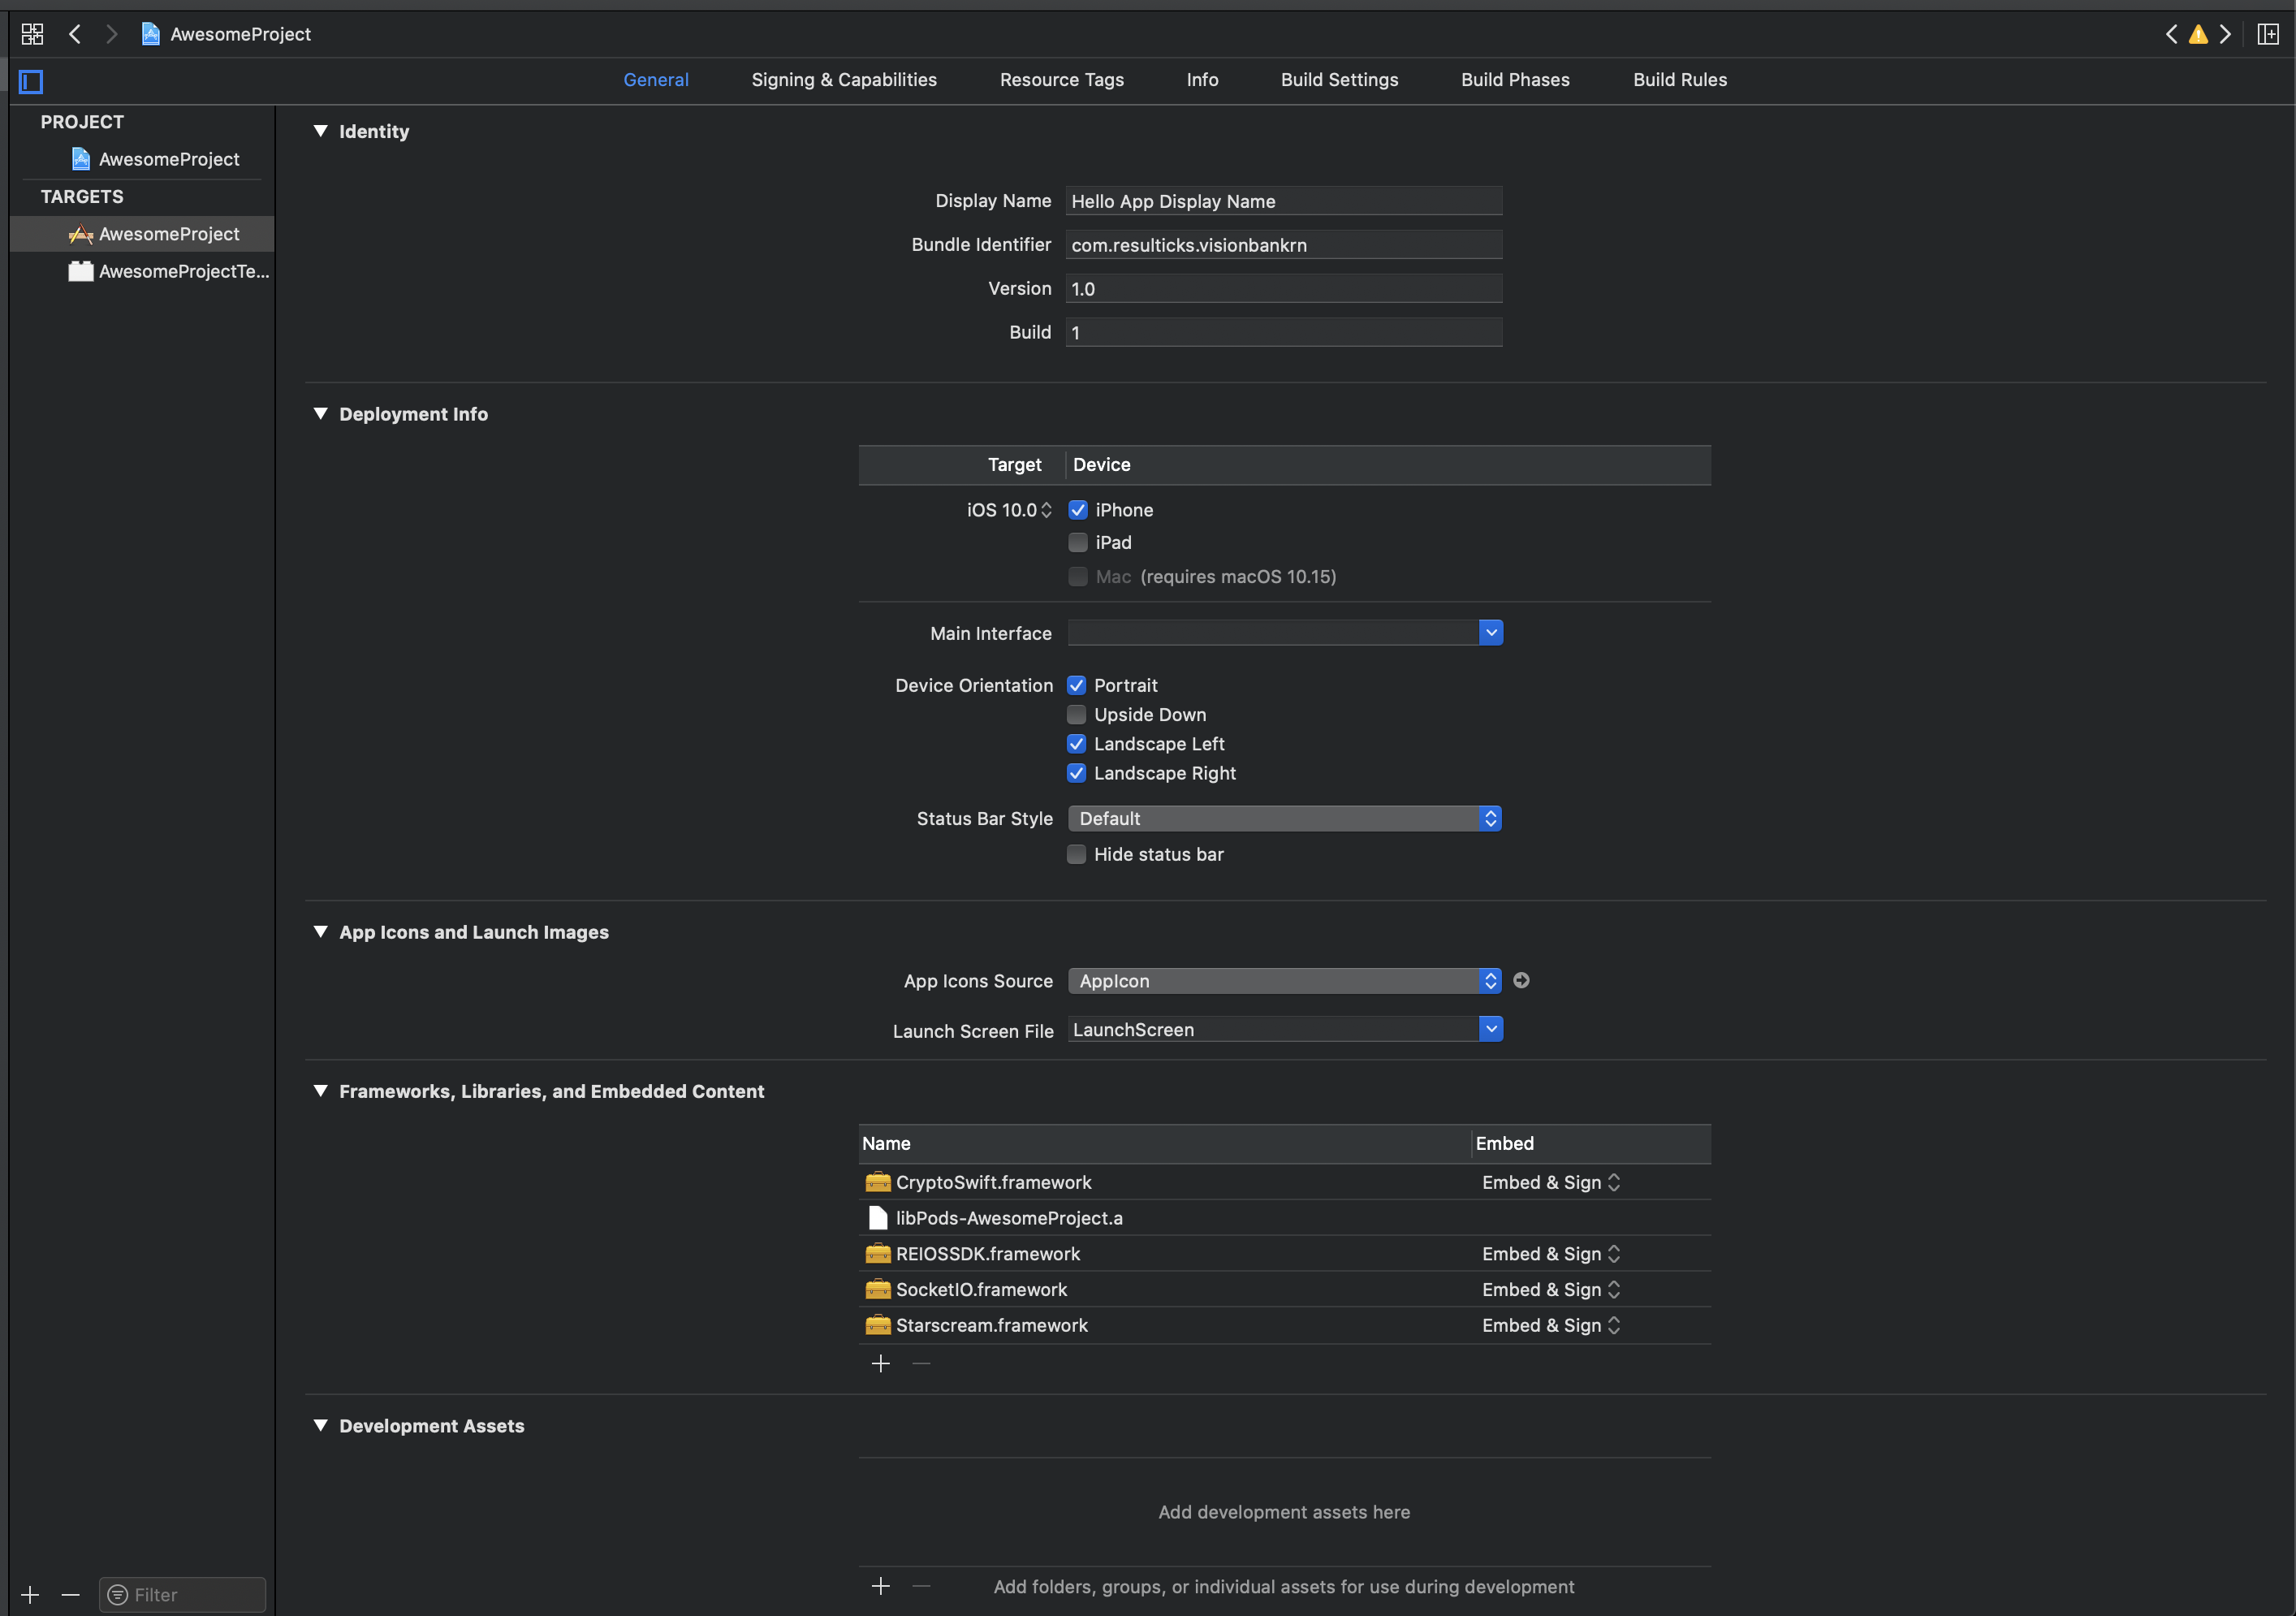 AwesomeProject
General Signing & Capabilities Resource Tags Info Build Settings Build Phases Build Rules
PROJECT
AwesomeProject
TARGETS
AwesomeProject
AwesomeProjectTe...
Identity
Display Name Hello App Display Name
Bundle Identifier com.resulticks.visionbankrn
Version 1.0
Build 1
Deployment Info
Target Device
iOS 10.0 iPhone
iPad
Mac (requires macOS 10.15)
Main Interface
Device Orientation Portrait
Upside Down
Landscape Left
Landscape Right
Status Bar Style Default
Hide status bar
App Icons and Launch Images
App Icons Source AppIcon
Launch Screen File LaunchScreen
Frameworks, Libraries, and Embedded Content
Name Embed
CryptoSwift.framework Embed & Sign
libPods-AwesomeProject.a
REIOSSDK.framework Embed & Sign
SocketIO.framework Embed & Sign
Starscream.framework Embed & Sign
Development Assets
Add development assets here
Add folders, groups, or individual assets for use during development
Filter